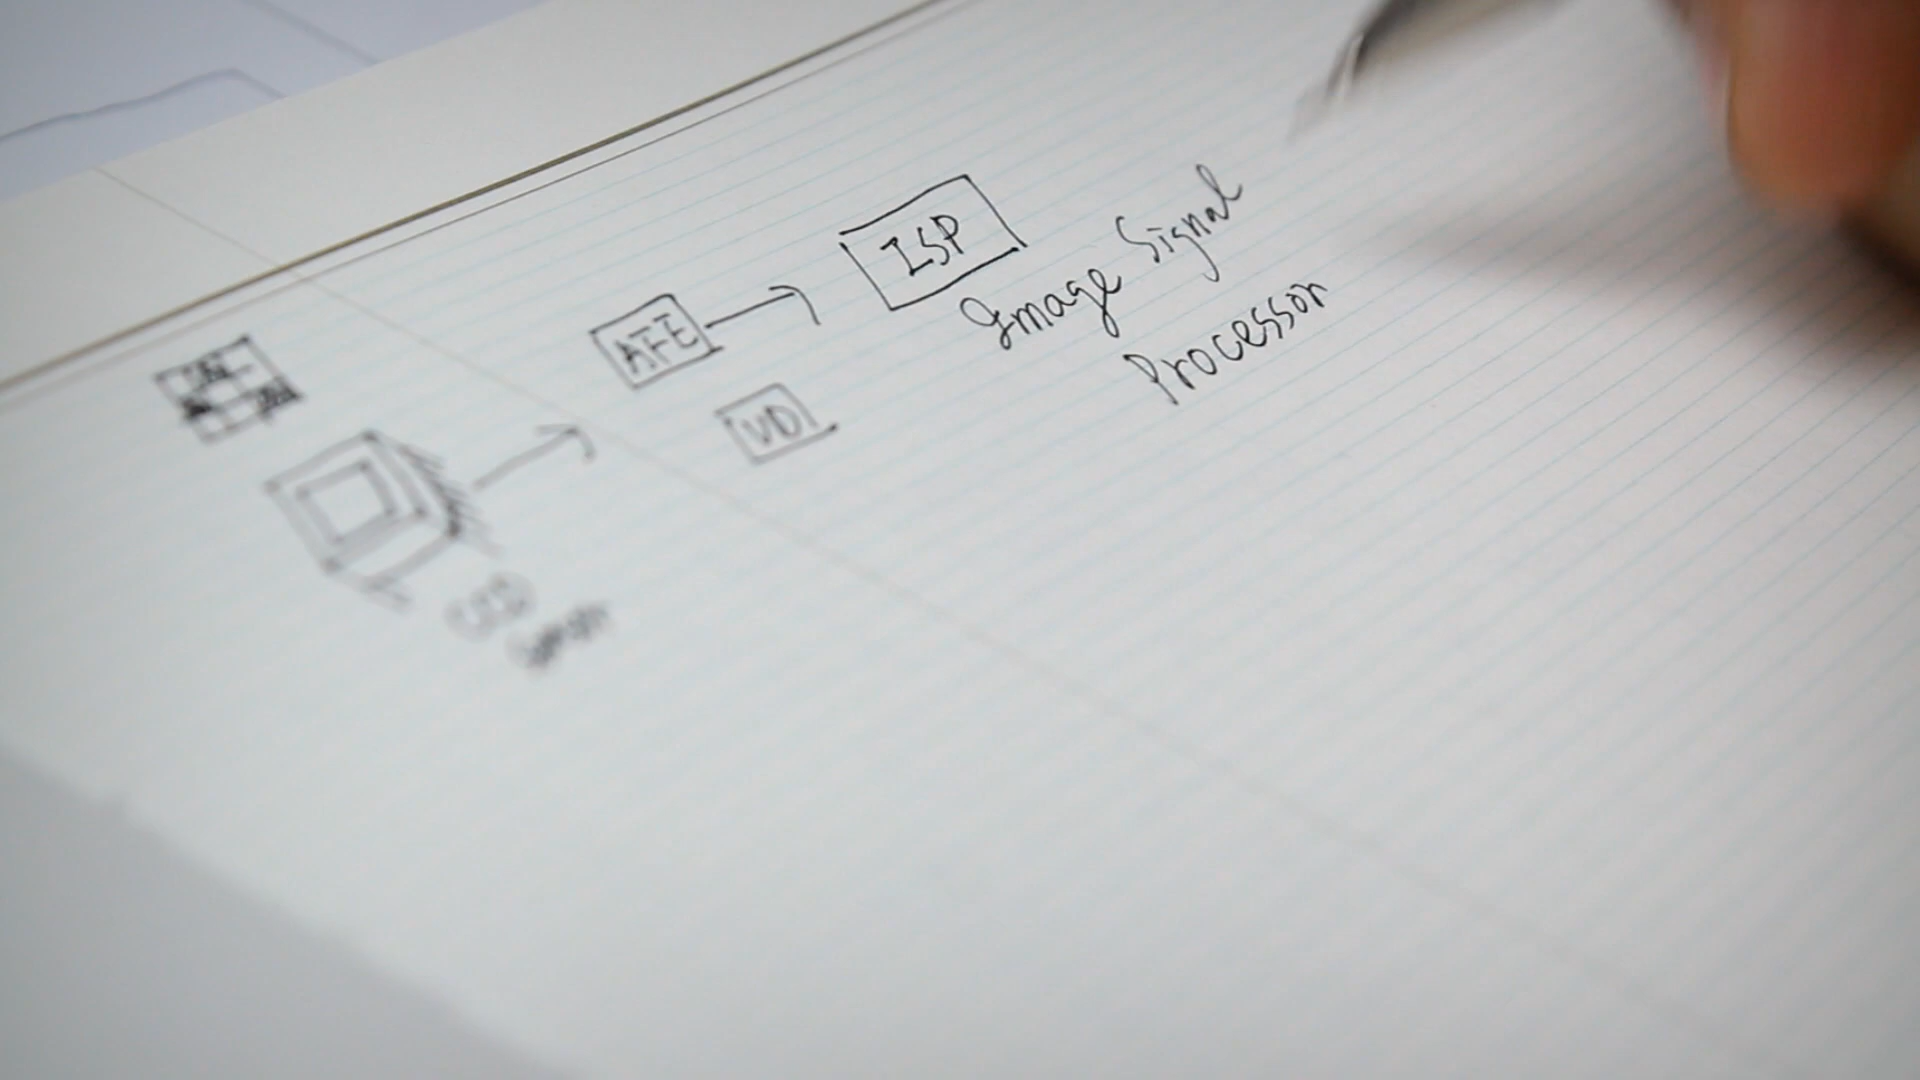 ISP
Image Signal
Processor
AFE
VD